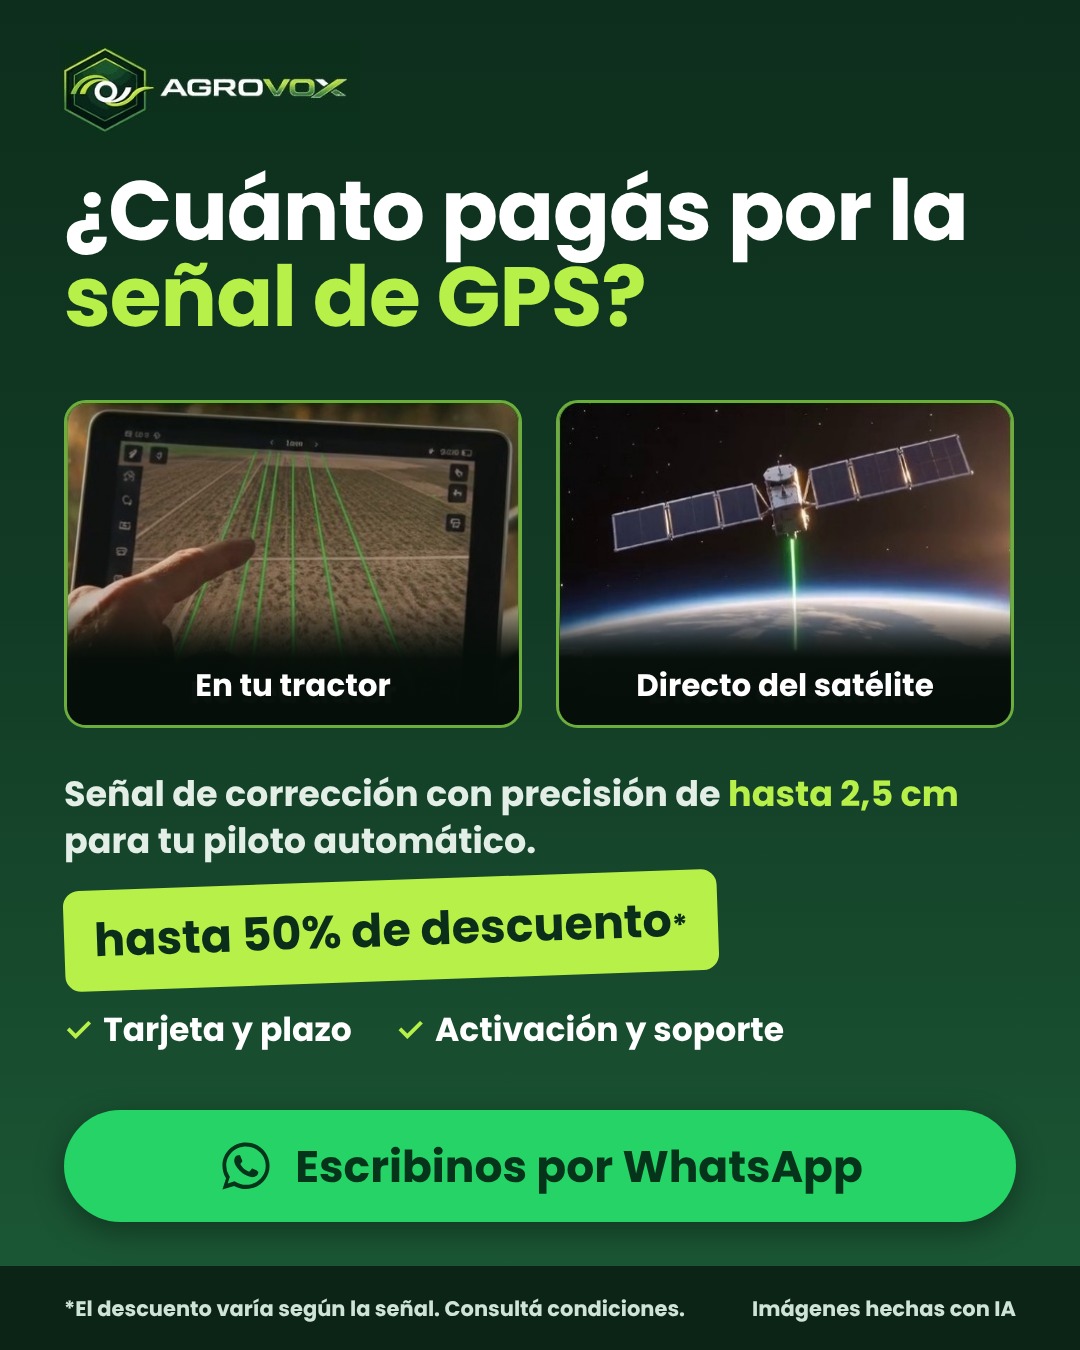 AGROVOX
¿Cuánto pagás por la
señal de GPS?
En tu tractor
Directo del satélite
Señal de corrección con precisión de hasta 2,5 cm
para tu piloto automático.
hasta 50% de descuento*
Tarjeta y plazo
Activación y soporte
Escribinos por WhatsApp
*El descuento varía según la señal. Consultá condiciones.
Imágenes hechas con IA